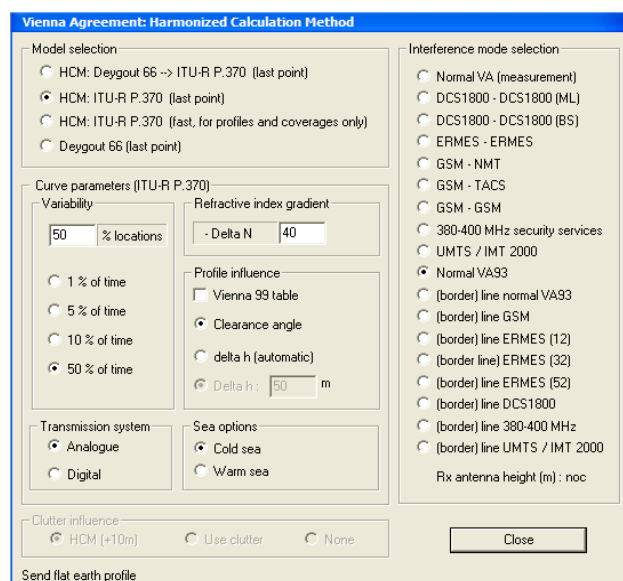 Vienna Agreement: Harmonized Calculation Method
Model selection
HCM: Deygout 66 --> ITU-R P.370 (last point)
HCM: ITU-R P.370 (last point)
HCM: ITU-R P.370 (fast, for profiles and coverages only)
Deygout 66 (last point)
Curve parameters (ITU-R P.370)
Variability
50 % locations
1 % of time
5 % of time
10 % of time
50 % of time
Refractive index gradient
- Delta N 40
Profile influence
Vienna 99 table
Clearance angle
delta h (automatic)
Delta h : 50 m
Transmission system
Analogue
Digital
Sea options
Cold sea
Warm sea
Clutter influence
HCM (+10m) Use clutter None
Send flat earth profile
Interference mode selection
Normal VA (measurement)
DCS1800 - DCS1800 (ML)
DCS1800 - DCS1800 (BS)
ERMES - ERMES
GSM - NMT
GSM - TACS
GSM - GSM
380-400 MHz security services
UMTS / IMT 2000
Normal VA93
(border) line normal VA93
(border) line GSM
(border) line ERMES (12)
(border line) ERMES (32)
(border) line ERMES (52)
(border) line DCS1800
(border) line 380-400 MHz
(border) line UMTS / IMT 2000
Rx antenna height (m) : noc
Close